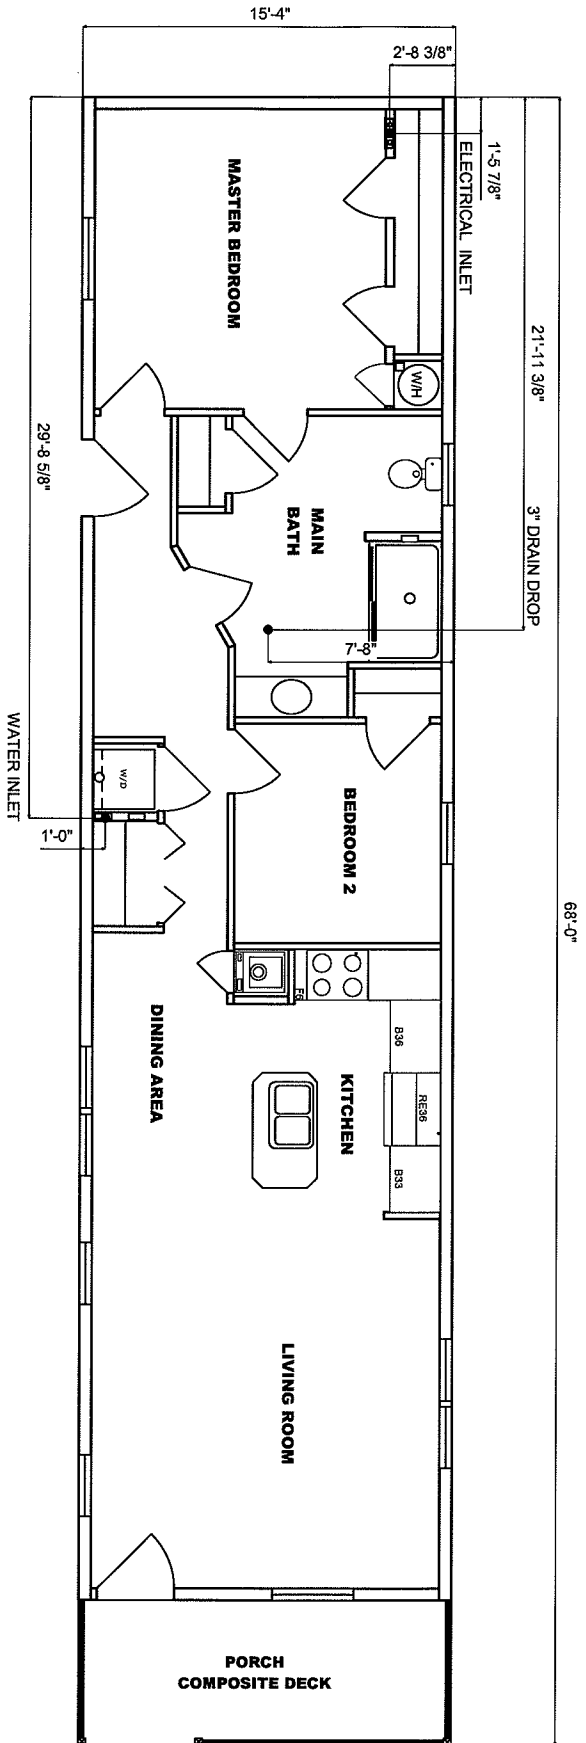 15'-4"
2'-8 3/8"
1'-5 7/8"
ELECTRICAL INLET
MASTER BEDROOM
21'-11 3/8"
W/H
29'-8 5/8"
MAIN
BATH
3" DRAIN DROP
7'-8"
WATER INLET
W/D
1'-0"
BEDROOM 2
68'-0"
DINING AREA
B36
KITCHEN
RE36
B33
LIVING ROOM
PORCH
COMPOSITE DECK